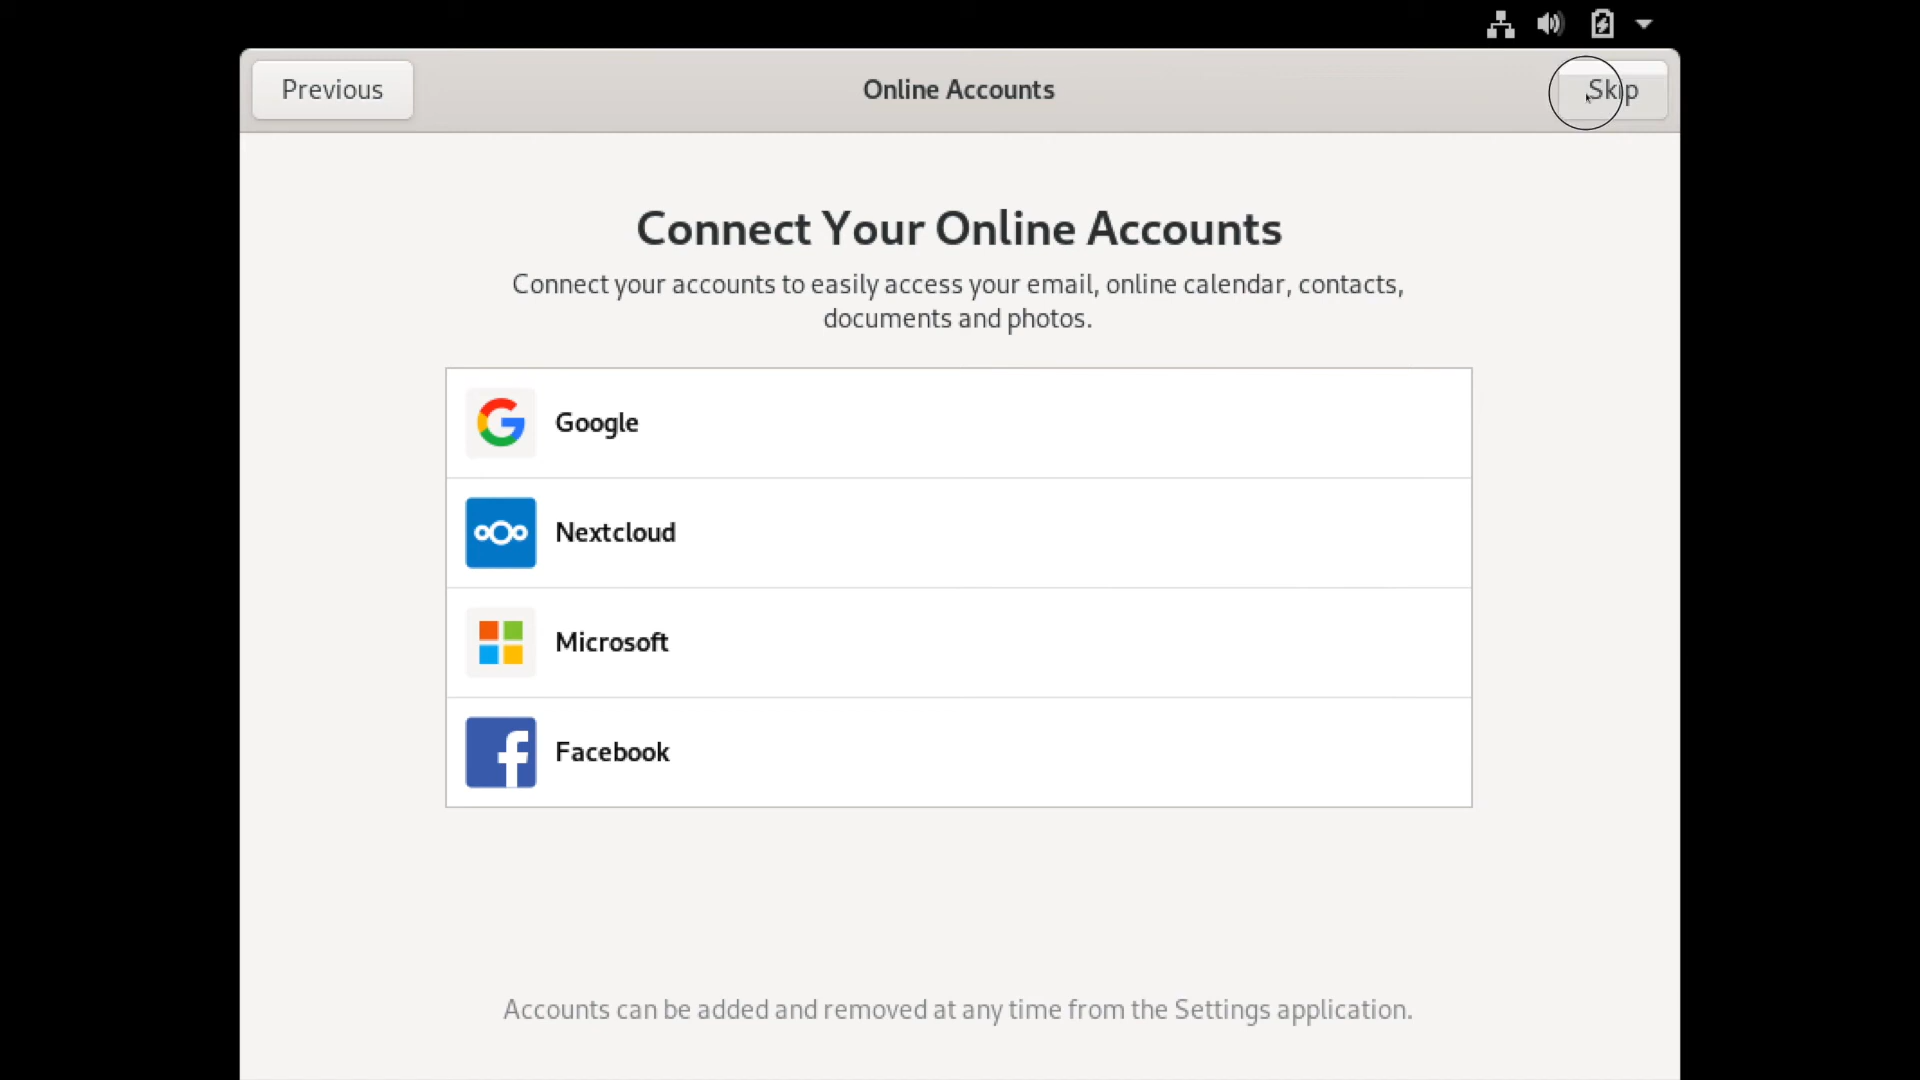 Previous
Online Accounts
Skip
Connect Your Online Accounts
Connect your accounts to easily access your email, online calendar, contacts,
documents and photos.
Google
Nextcloud
Microsoft
Facebook
Accounts can be added and removed at any time from the Settings application.